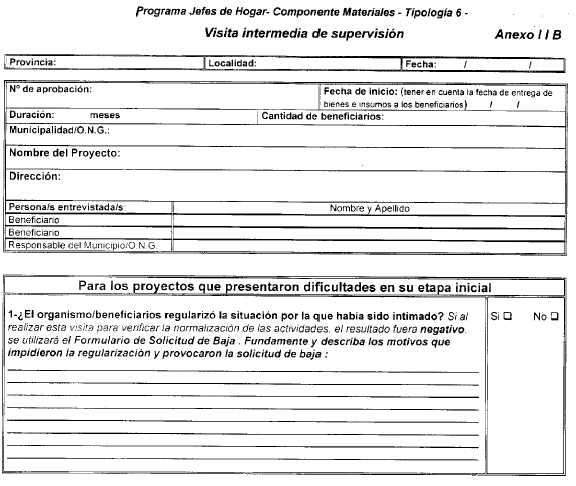 Programa Jefes de Hogar- Componente Materiales - Tipología 6 -
Visita intermedia de supervisión Anexo I I B
Provincia: Localidad: Fecha: / /
Nº de aprobación: Fecha de inicio: (tener en cuenta la fecha de entrega de
bienes e insumos a los beneficiarios) / /
Duración: meses Cantidad de beneficiarios:
Municipalidad/O.N.G.:
Nombre del Proyecto:
Dirección:
Persona/s entrevistada/s Nombre y Apellido
Beneficiario
Beneficiario
Responsable del Municipio/O.N.G.
Para los proyectos que presentaron dificultades en su etapa inicial
1-¿El organismo/beneficiarios regularizó la situación por la que había sido intimado? Si al Si ☐ No ☐
realizar esta visita para verificar la normalización de las actividades, el resultado fuera negativo,
se utilizará el Formulario de Solicitud de Baja . Fundamente y describa los motivos que
impidieron la regularización y provocaron la solicitud de baja :